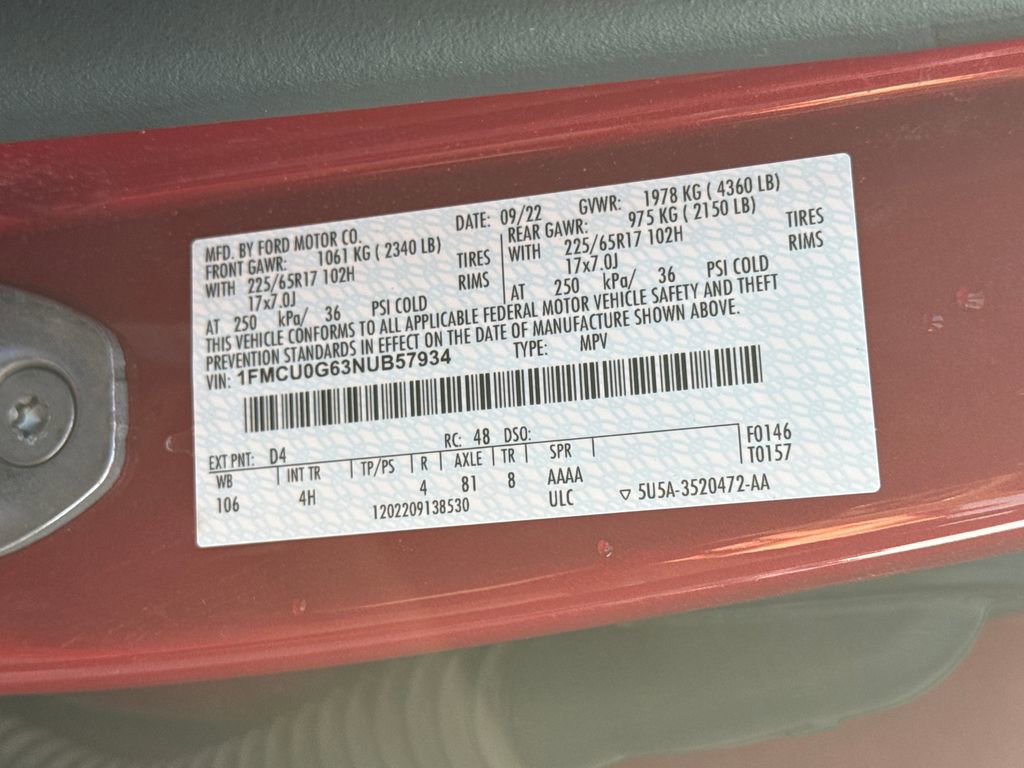 MFD. BY FORD MOTOR CO. DATE: 09/22 GVWR: 1978 KG ( 4360 LB)
FRONT GAWR: 1061 KG ( 2340 LB) REAR GAWR: 975 KG ( 2150 LB)
WITH 225/65R17 102H TIRES WITH 225/65R17 102H TIRES
17x7.0J RIMS 17x7.0J RIMS
AT 250 kPa/ 36 PSI COLD AT 250 kPa/ 36 PSI COLD
THIS VEHICLE CONFORMS TO ALL APPLICABLE FEDERAL MOTOR VEHICLE SAFETY AND THEFT
PREVENTION STANDARDS IN EFFECT ON THE DATE OF MANUFACTURE SHOWN ABOVE.
VIN: 1FMCU0G63NUB57934 TYPE: MPV
EXT PNT: D4 RC: 48 DSO: F0146
WB INT TR TP/PS R AXLE TR SPR T0157
106 4H 4 81 8 AAAA
1202209138530 ULC ▽ 5U5A-3520472-AA